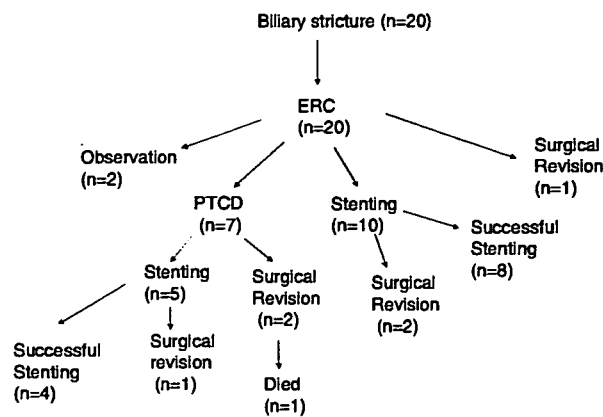 Biliary stricture (n=20)
ERC
(n=20)
Observation
(n=2)
Surgical
Revision
(n=1)
PTCD
(n=7)
Stenting
(n=10)
Successful
Stenting
(n=8)
Stenting
(n=5)
Surgical
Revision
(n=2)
Surgical
Revision
(n=2)
Successful
Stenting
(n=4)
Surgical
revision
(n=1)
Died
(n=1)